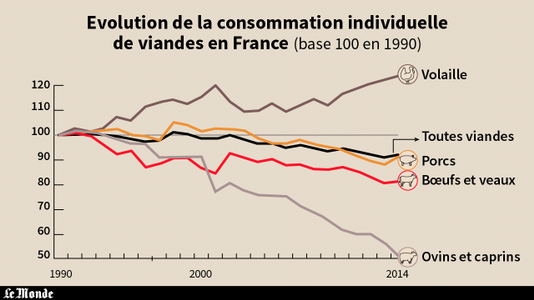 Evolution de la consommation individuelle
de viandes en France (base 100 en 1990)
120
110
100
90
80
70
60
50
1990
2000
2014
Volaille
Toutes viandes
Porcs
Bœufs et veaux
Ovins et caprins
Le Monde